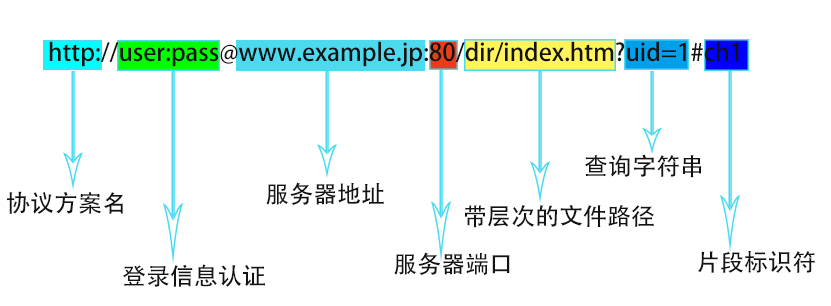 http://user:pass@www.example.jp:80/dir/index.htm?uid=1#ch1
查询字符串
协议方案名
服务器地址
带层次的文件路径
登录信息认证
服务器端口
片段标识符